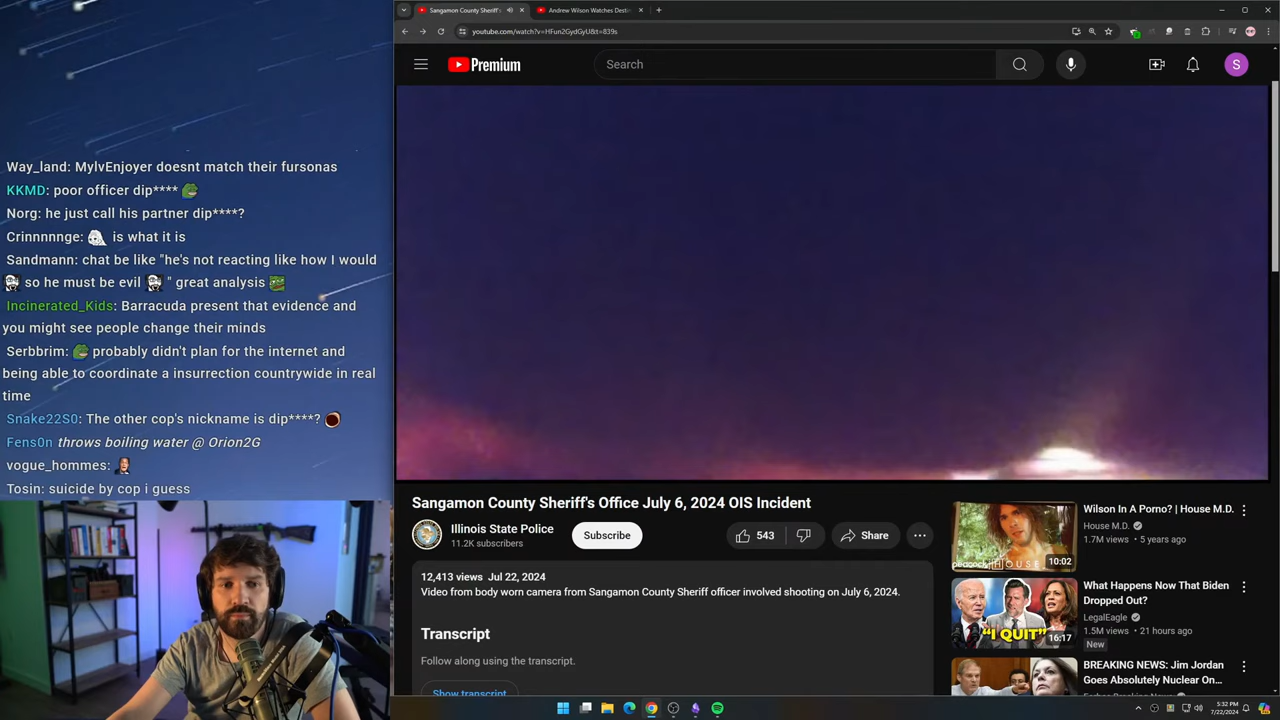 Sangamon County Sheriff's
Andrew Wilson Watches Dest
youtube.com/watch?v=HFun2GydGyU&t=839s
Premium
Search
S
Way_land: MylvEnjoyer doesnt match their fursonas
KKMD: poor officer dip****
Norg: he just call his partner dip****?
Crinnnnnge: is what it is
Sandmann: chat be like "he's not reacting like how I would
so he must be evil " great analysis
Incinerated_Kids: Barracuda present that evidence and
you might see people change their minds
Serbbrim: probably didn't plan for the internet and
being able to coordinate a insurrection countrywide in real
time
Snake22S0: The other cop's nickname is dip****?
Fens0n throws boiling water @ Orion2G
vogue_hommes:
Tosin: suicide by cop i guess
Sangamon County Sheriff's Office July 6, 2024 OIS Incident
Illinois State Police
11.2K subscribers
Subscribe
543
Share
12,413 views Jul 22, 2024
Video from body worn camera from Sangamon County Sheriff officer involved shooting on July 6, 2024.
Transcript
Follow along using the transcript.
Show transcript
peacock HOUSE
10:02
Wilson In A Porno? | House M.D.
House M.D.
1.7M views • 5 years ago
"I QUIT"
16:17
What Happens Now That Biden
Dropped Out?
LegalEagle
1.5M views • 21 hours ago
New
BREAKING NEWS: Jim Jordan
Goes Absolutely Nuclear On...
Forbes Breaking News
5:32 PM
7/22/2024